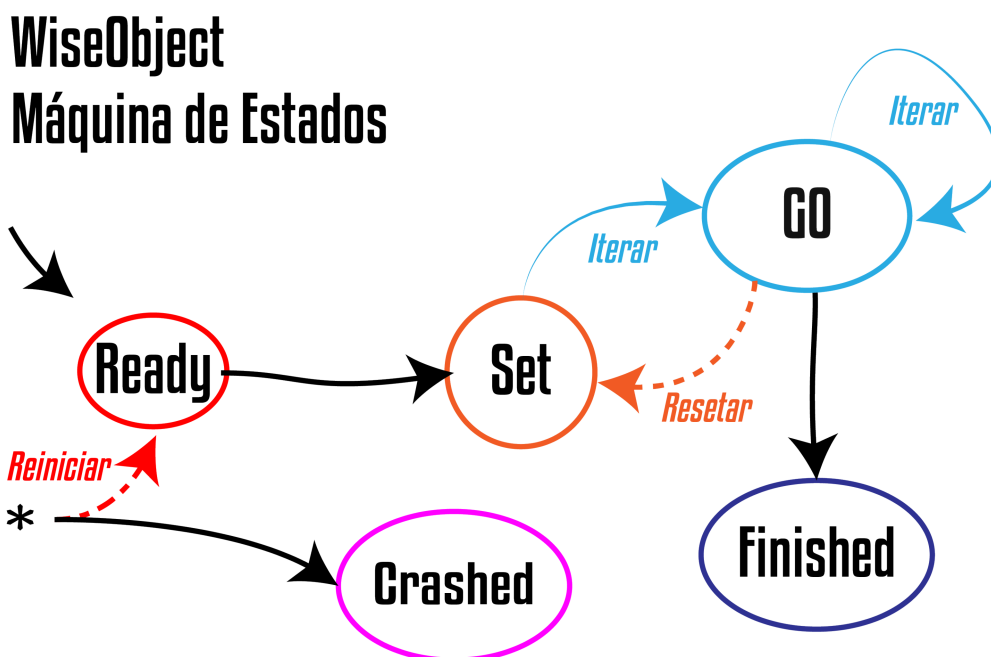 WiseObject
Máquina de Estados
Iterar
GO
Iterar
Ready
Set
Resetar
Reiniciar
*
Finished
Crashed